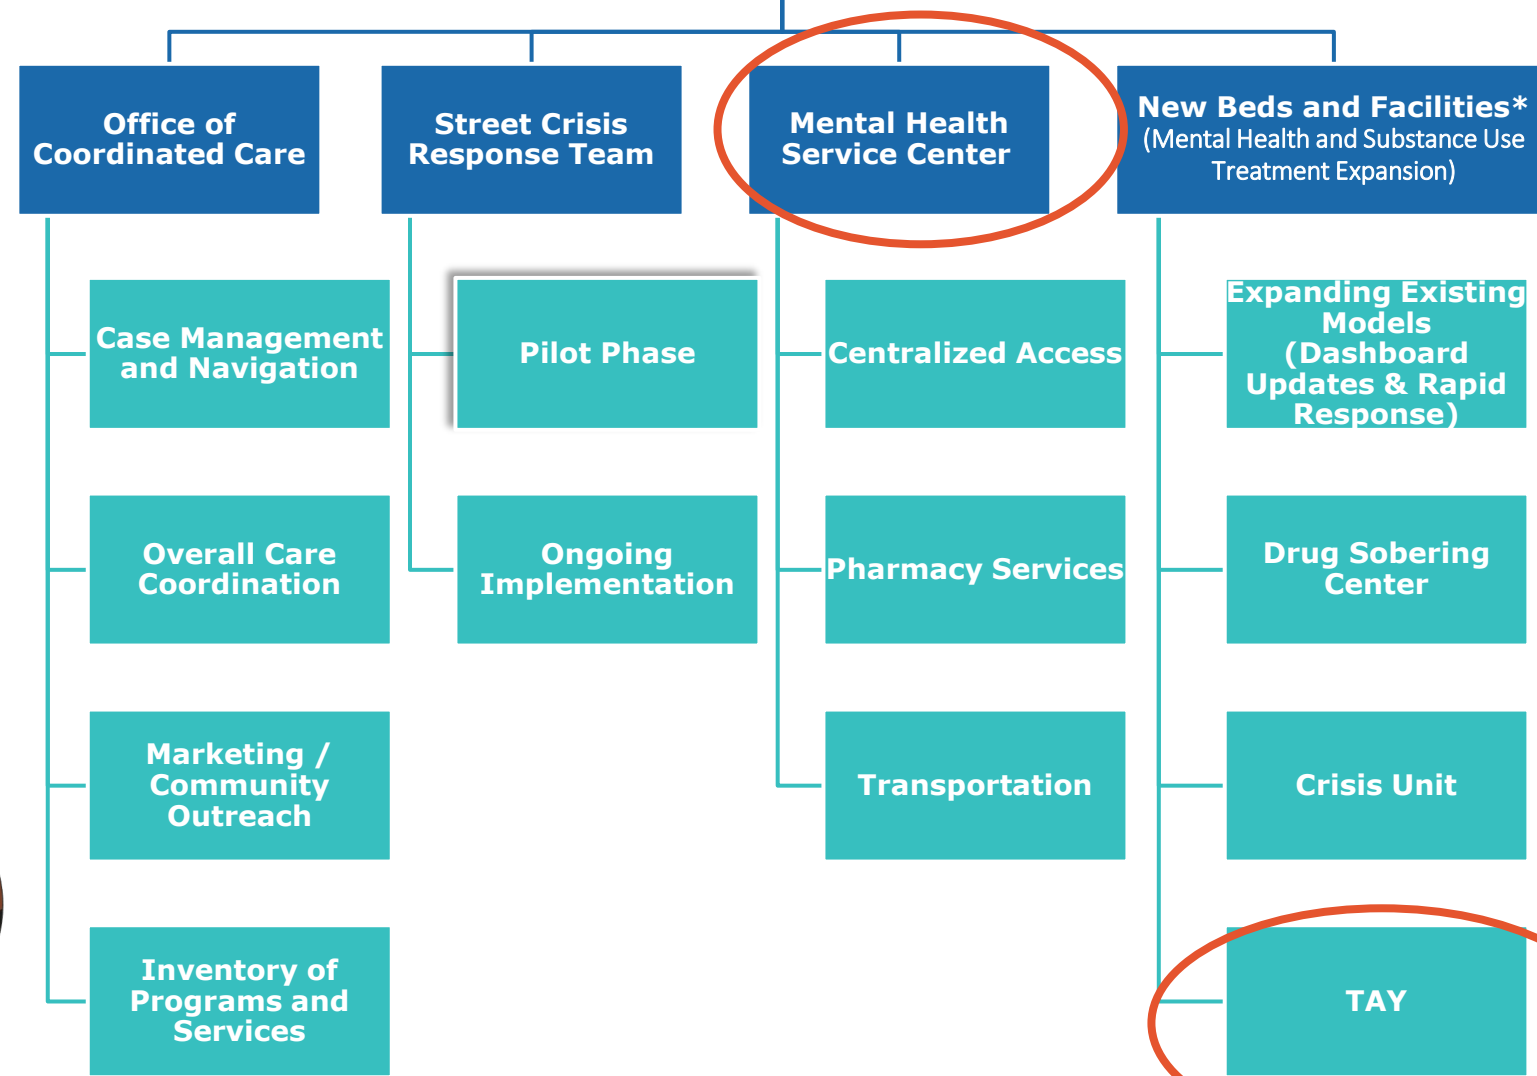 Office of
Coordinated Care
Street Crisis
Response Team
Mental Health
Service Center
New Beds and Facilities*
(Mental Health and Substance Use
Treatment Expansion)
Case Management
and Navigation
Pilot Phase
Centralized Access
Expanding Existing
Models
(Dashboard
Updates & Rapid
Response)
Overall Care
Coordination
Ongoing
Implementation
Pharmacy Services
Drug Sobering
Center
Marketing /
Community
Outreach
Transportation
Crisis Unit
Inventory of
Programs and
Services
TAY